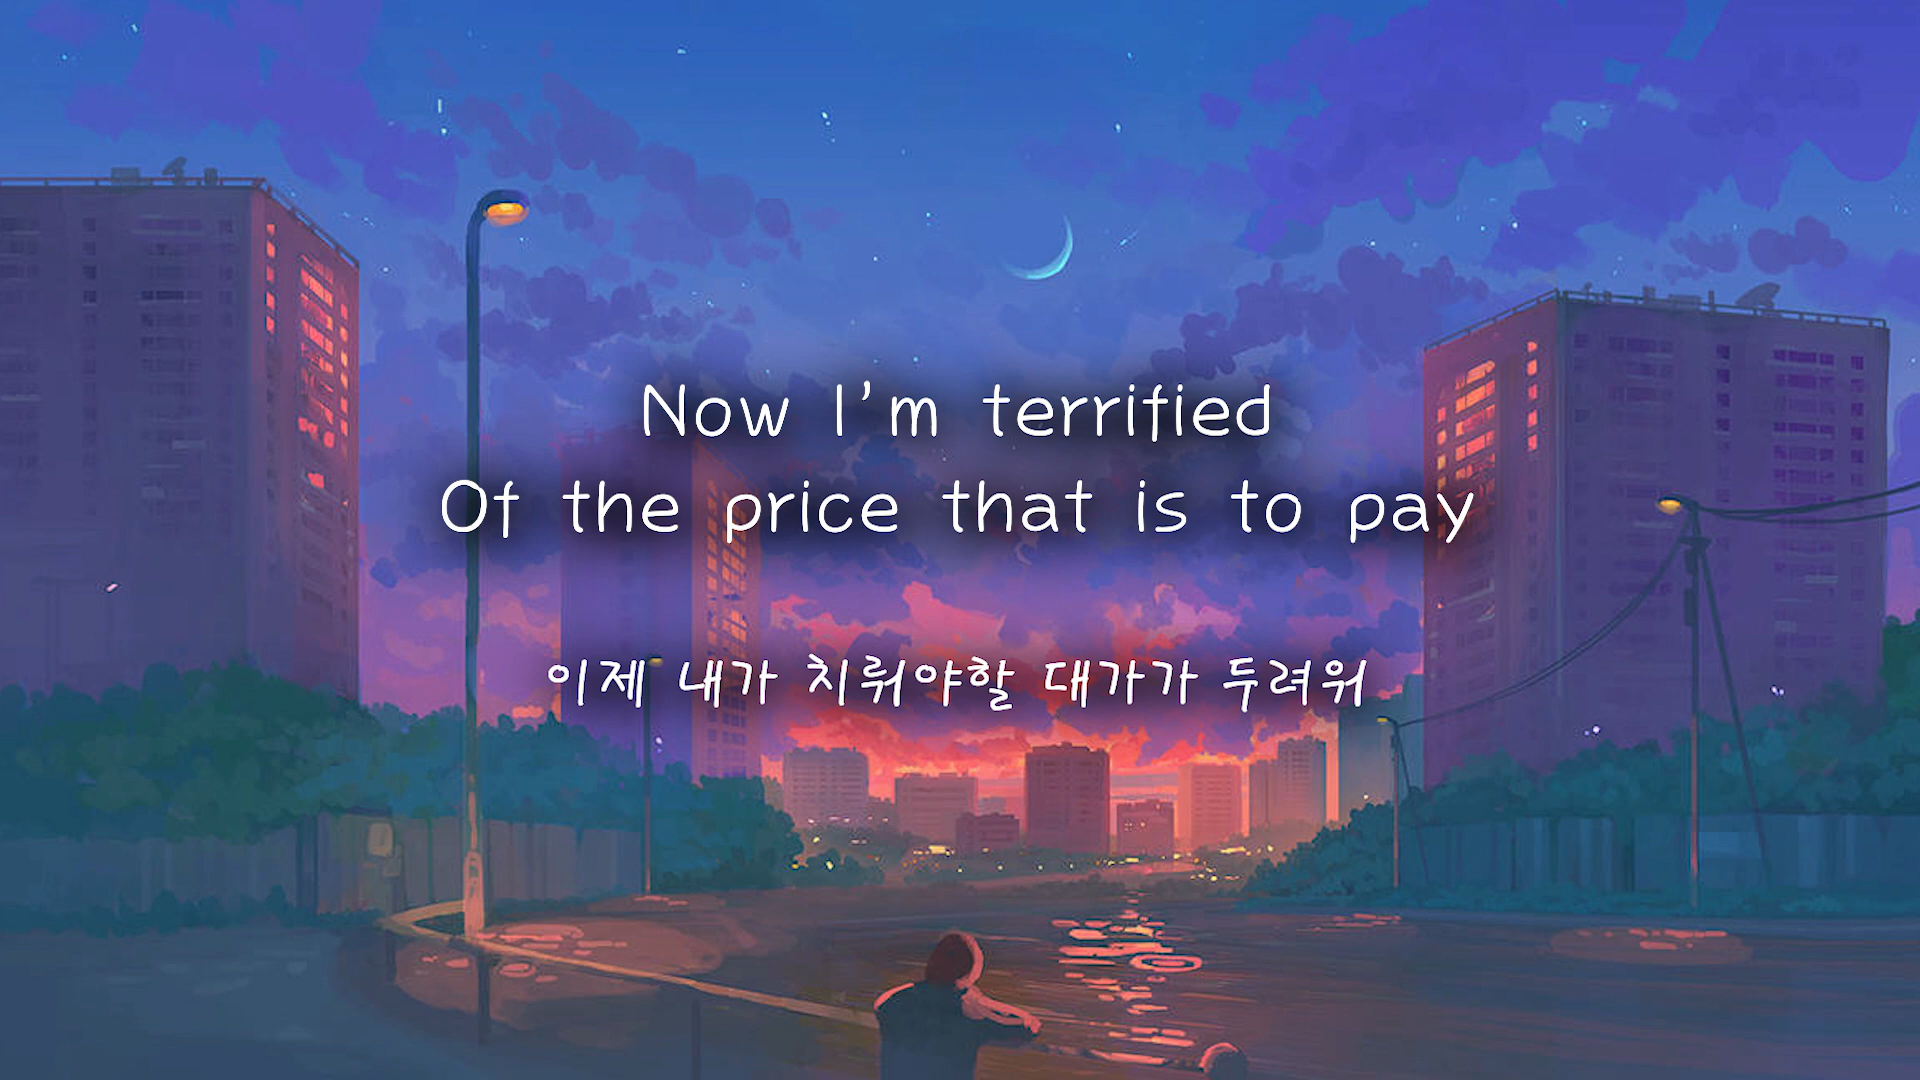 Now I'm terrified
Of the price that is to pay
이제 내가 치뤄야할 대가가 두려워